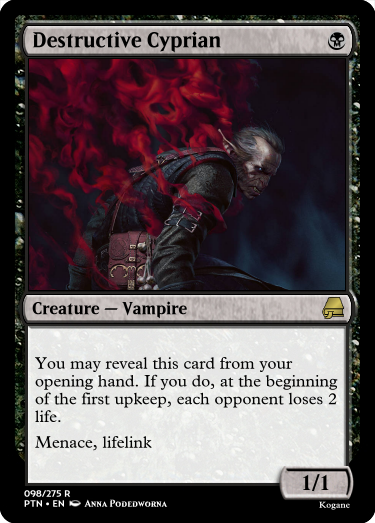 Destructive Cyprian
Creature — Vampire
You may reveal this card from your
opening hand. If you do, at the beginning
of the first upkeep, each opponent loses 2
life.
Menace, lifelink
1/1
098/275 R
PTN • EN Anna Podedworna
Kogane